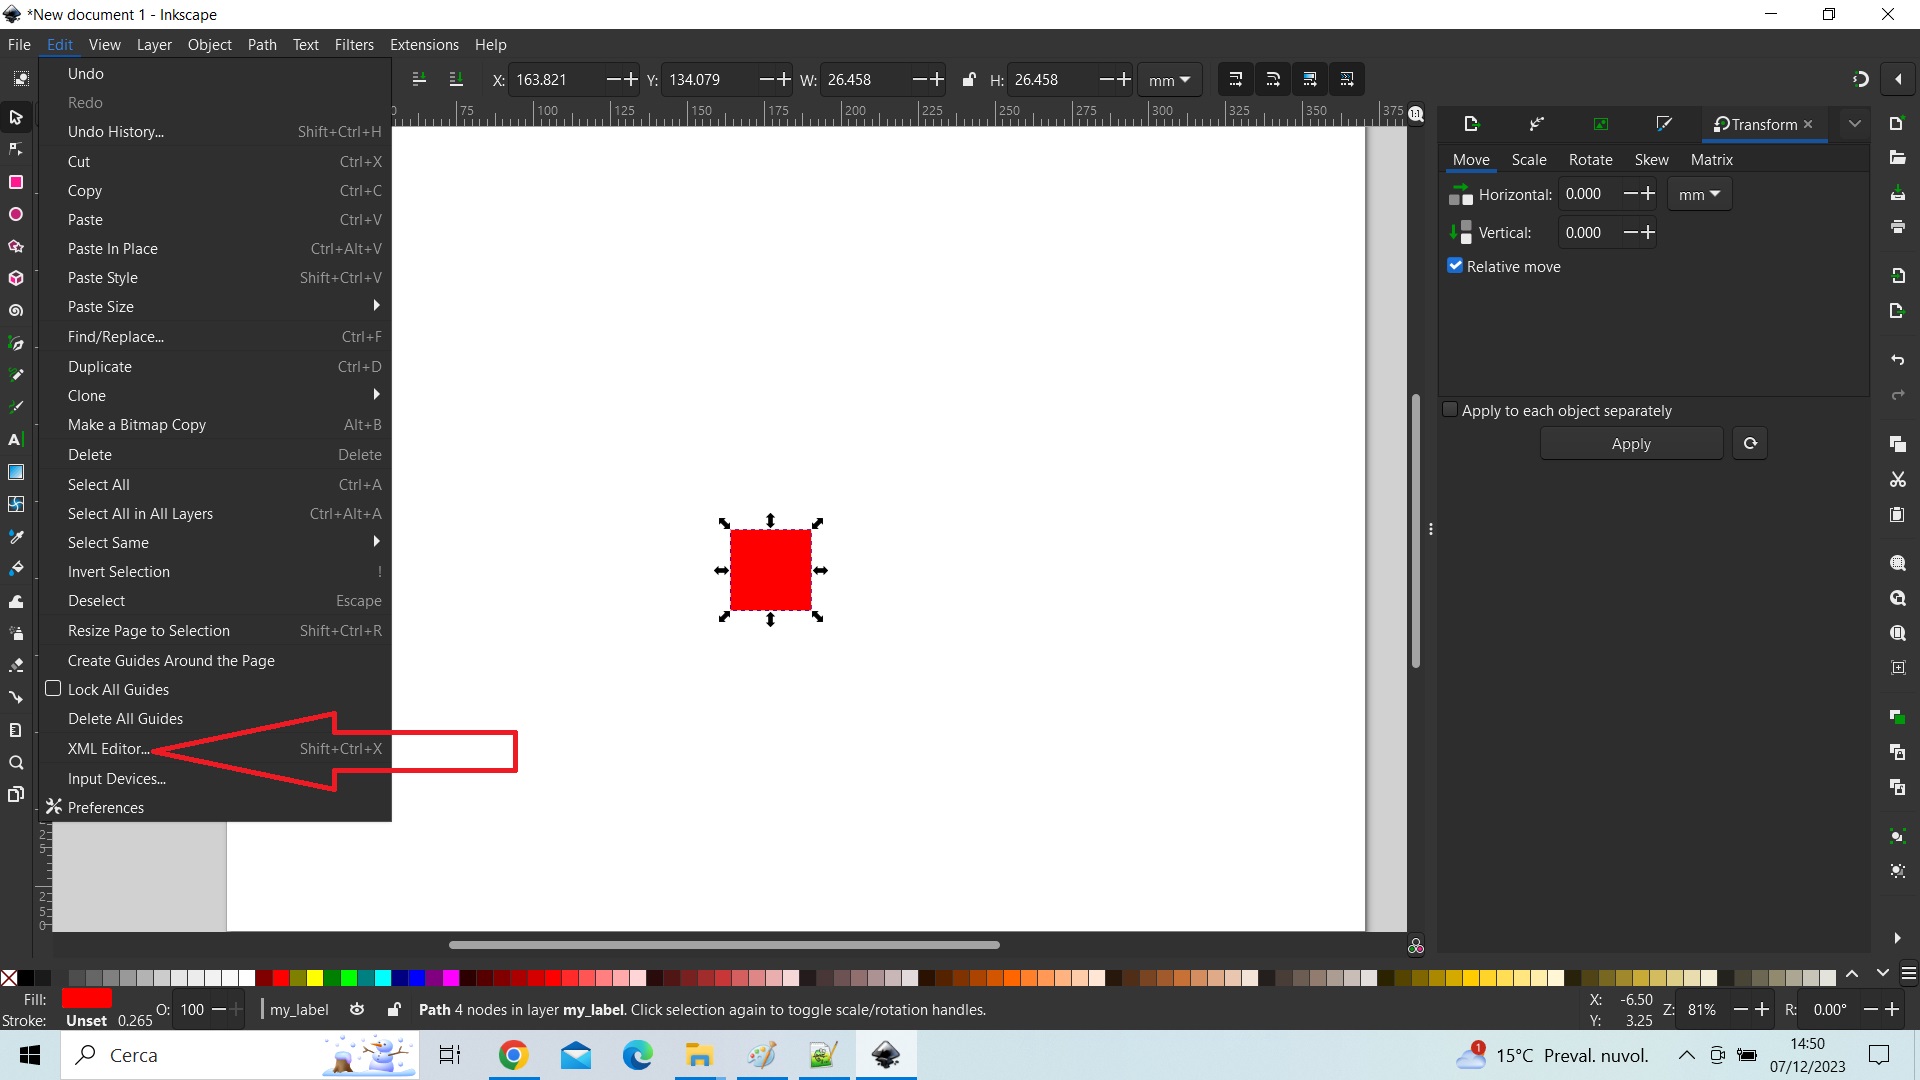 *New document 1 - Inkscape
File Edit View Layer Object Path Text Filters Extensions Help
X: 163.821 Y: 134.079 W: 26.458 H: 26.458 mm
Undo
Redo
Undo History... Shift+Ctrl+H
Cut Ctrl+X
Copy Ctrl+C
Paste Ctrl+V
Paste In Place Ctrl+Alt+V
Paste Style Shift+Ctrl+V
Paste Size
Find/Replace... Ctrl+F
Duplicate Ctrl+D
Clone
Make a Bitmap Copy Alt+B
Delete Delete
Select All Ctrl+A
Select All in All Layers Ctrl+Alt+A
Select Same
Invert Selection !
Deselect Escape
Resize Page to Selection Shift+Ctrl+R
Create Guides Around the Page
Lock All Guides
Delete All Guides
XML Editor... Shift+Ctrl+X
Input Devices...
Preferences
75 100 125 150 175 200 225 250 275 300 325 350 375
2
5
0
Transform
Move Scale Rotate Skew Matrix
Horizontal: 0.000 mm
Vertical: 0.000
Relative move
Apply to each object separately
Apply
Fill: O: 100 my_label Path 4 nodes in layer my_label. Click selection again to toggle scale/rotation handles. X: -6.50 Z: 81% R: 0.00°
Stroke: Unset 0.265 Y: 3.25
Cerca 1 15°C Preval. nuvol. 14:50
07/12/2023